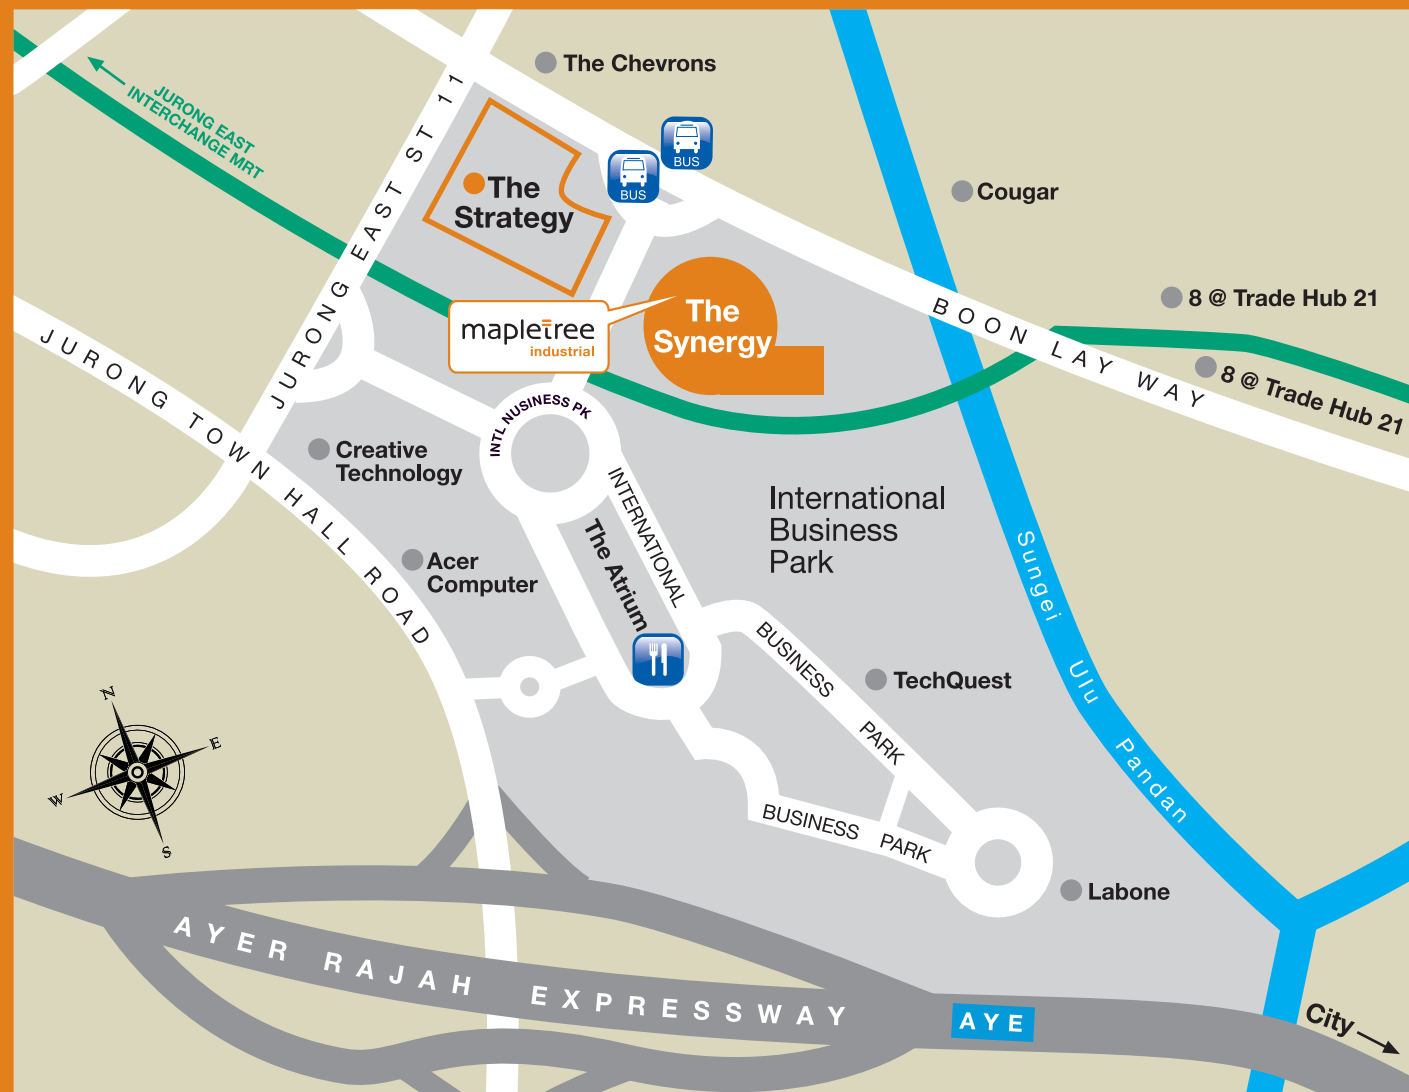 The Chevrons
JURONG EAST
INTERCHANGE MRT
JURONG EAST ST 11
BUS
BUS
The
Strategy
Cougar
8 @ Trade Hub 21
8 @ Trade Hub 21
BOON LAY WAY
mapletree
industrial
The
Synergy
JURONG TOWN HALL ROAD
INTL NUSINESS PK
Creative
Technology
INTERNATIONAL
International
Business
Park
The Atrium
Acer
Computer
Sungei Ulu Pandan
BUSINESS PARK
TechQuest
N
E
W
S
BUSINESS PARK
Labone
AYER RAJAH EXPRESSWAY
AYE
City